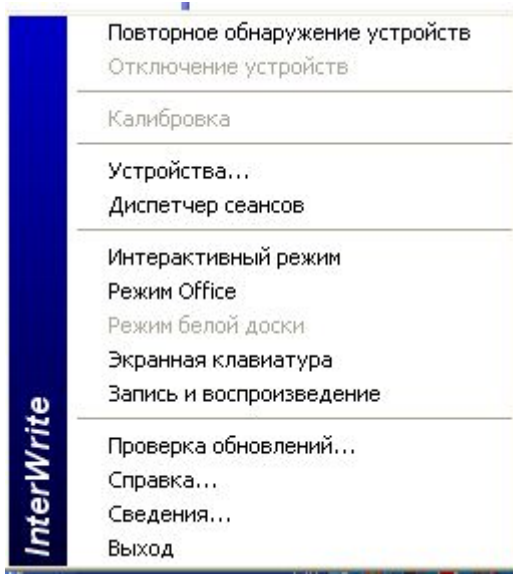 Повторное обнаружение устройств
Отключение устройств
Калибровка
Устройства...
Диспетчер сеансов
Интерактивный режим
Режим Office
Режим белой доски
Экранная клавиатура
Запись и воспроизведение
Проверка обновлений...
Справка...
Сведения...
Выход
InterWrite